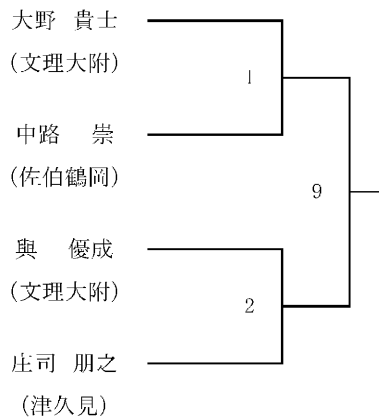 大野 貴士
(文理大附)
1
中路 崇
(佐伯鶴岡)
9
與 優成
(文理大附)
2
庄司 朋之
(津久見)